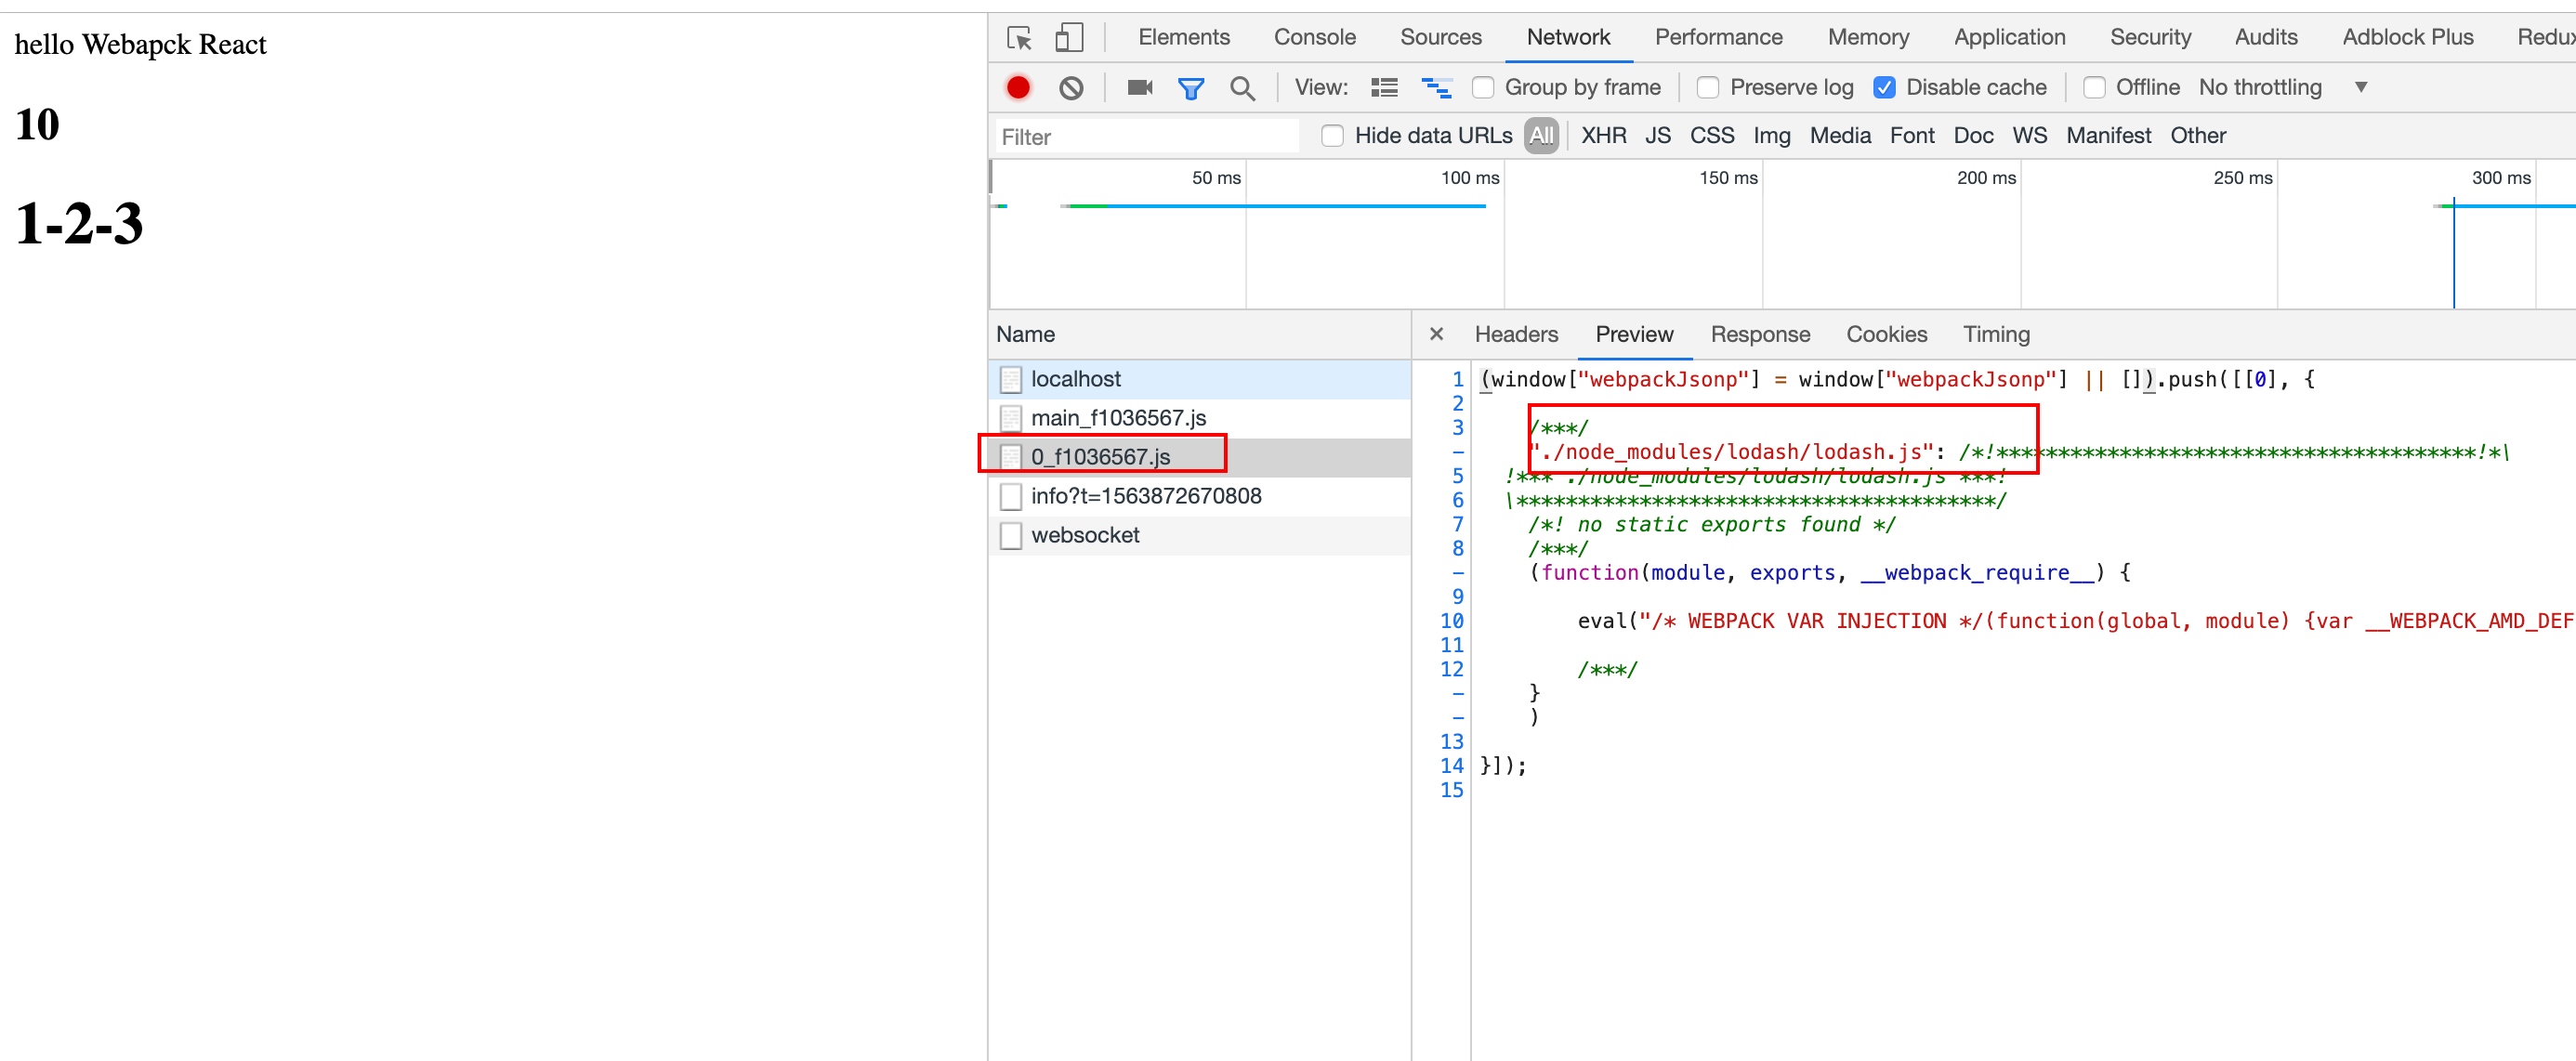 hello Webapck React
10
1-2-3
Elements Console Sources Network Performance Memory Application Security Audits Adblock Plus Redux
View: Group by frame Preserve log Disable cache Offline No throttling ▼
Filter Hide data URLs All XHR JS CSS Img Media Font Doc WS Manifest Other
50 ms 100 ms 150 ms 200 ms 250 ms 300 ms
Name
localhost
main_f1036567.js
0_f1036567.js
info?t=1563872670808
websocket
× Headers Preview Response Cookies Timing
1 (window["webpackJsonp"] = window["webpackJsonp"] || []).push([[0], {
2
3 /***/
- "./node_modules/lodash/lodash.js": /*!***************************************!*\
5 !*** ./node_modules/lodash/lodash.js ***!
6 \***************************************/
7 /*! no static exports found */
8 /***/
- (function(module, exports, __webpack_require__) {
9
10 eval("/* WEBPACK VAR INJECTION */(function(global, module) {var __WEBPACK_AMD_DEF
11
12 /***/
- }
- )
13
14 }]);
15